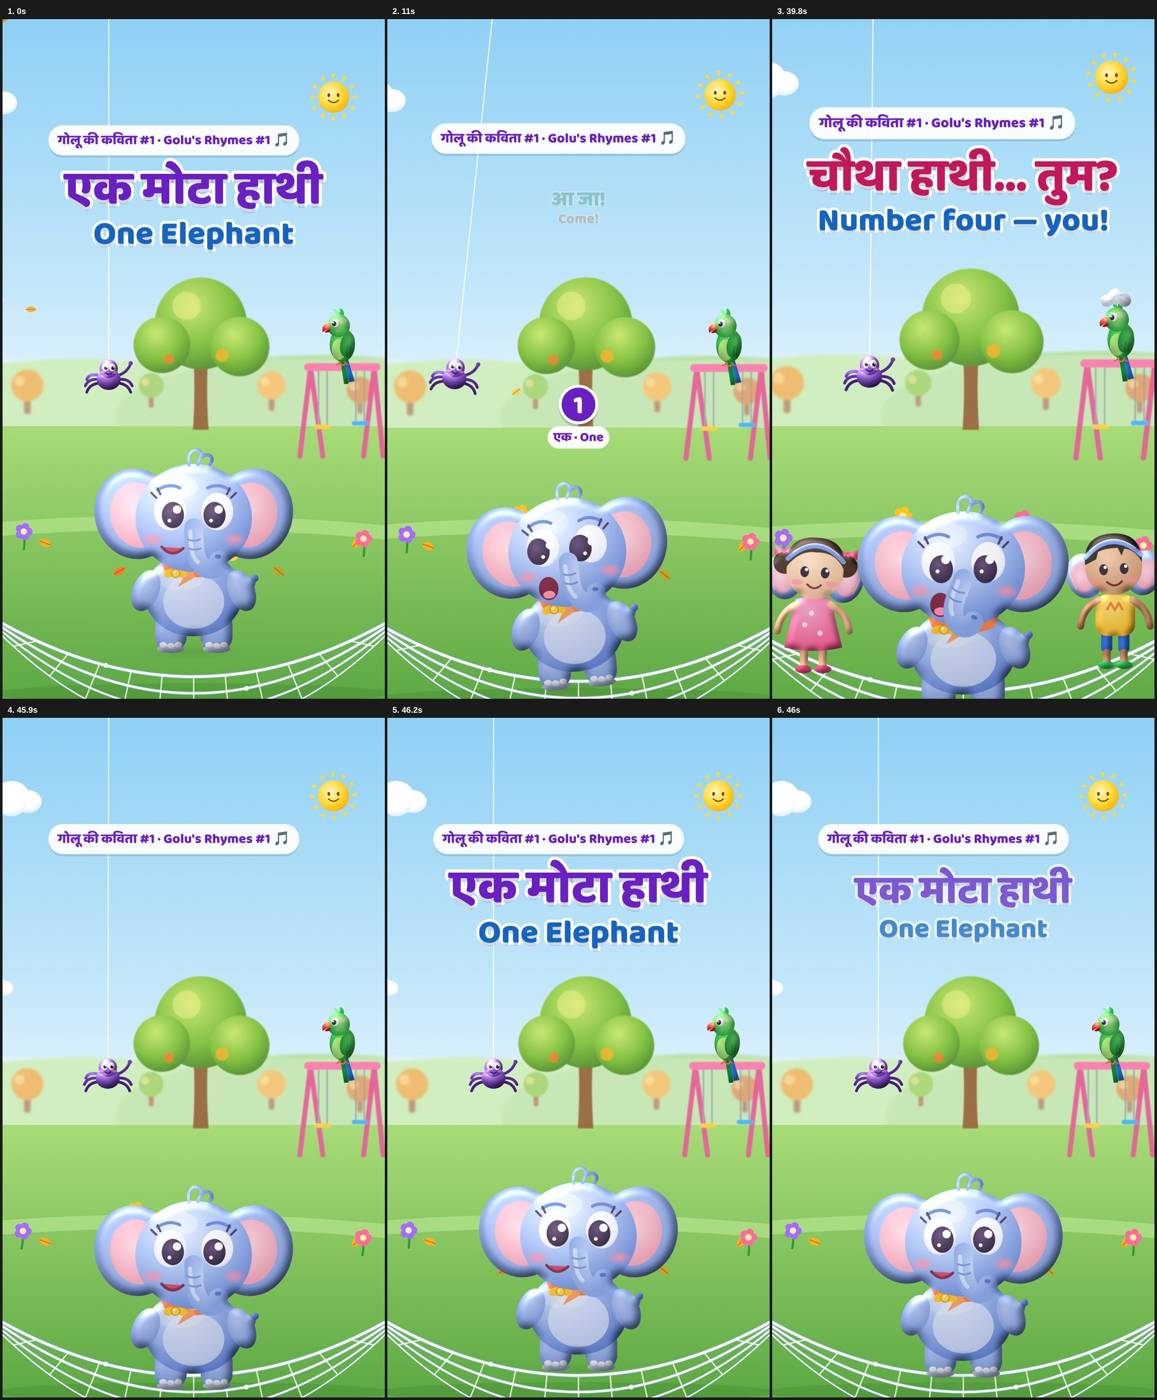 1. 0s
गोलू की कविता #1 · Golu's Rhymes #1 🎵
एक मोटा हाथी
One Elephant
2. 11s
गोलू की कविता #1 · Golu's Rhymes #1 🎵
आ जा!
Come!
1
एक · One
3. 39.8s
गोलू की कविता #1 · Golu's Rhymes #1 🎵
चौथा हाथी... तुम?
Number four — you!
4. 45.9s
गोलू की कविता #1 · Golu's Rhymes #1 🎵
5. 46.2s
गोलू की कविता #1 · Golu's Rhymes #1 🎵
एक मोटा हाथी
One Elephant
6. 46s
गोलू की कविता #1 · Golu's Rhymes #1 🎵
एक मोटा हाथी
One Elephant